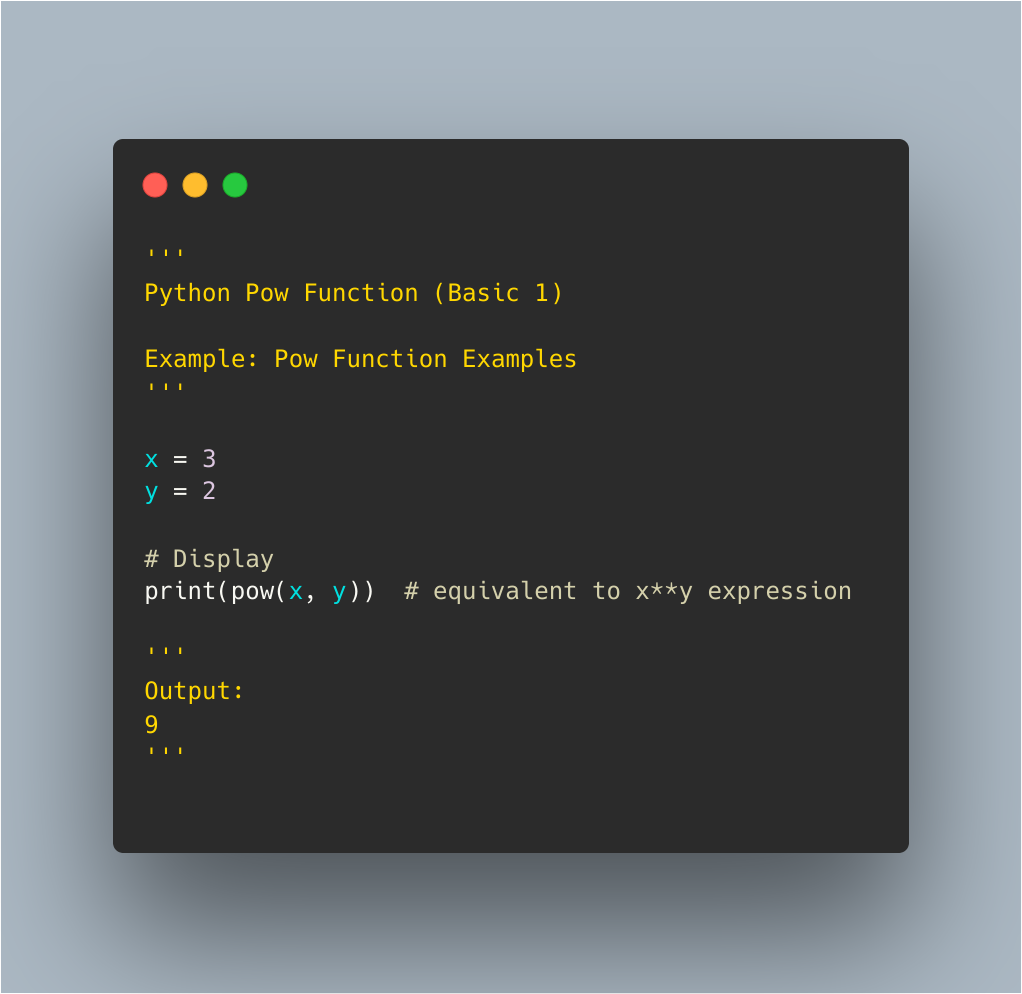 '''
Python Pow Function (Basic 1)
Example: Pow Function Examples
'''
x = 3
y = 2
# Display
print(pow(x, y))  # equivalent to x**y expression
'''
Output:
9
'''